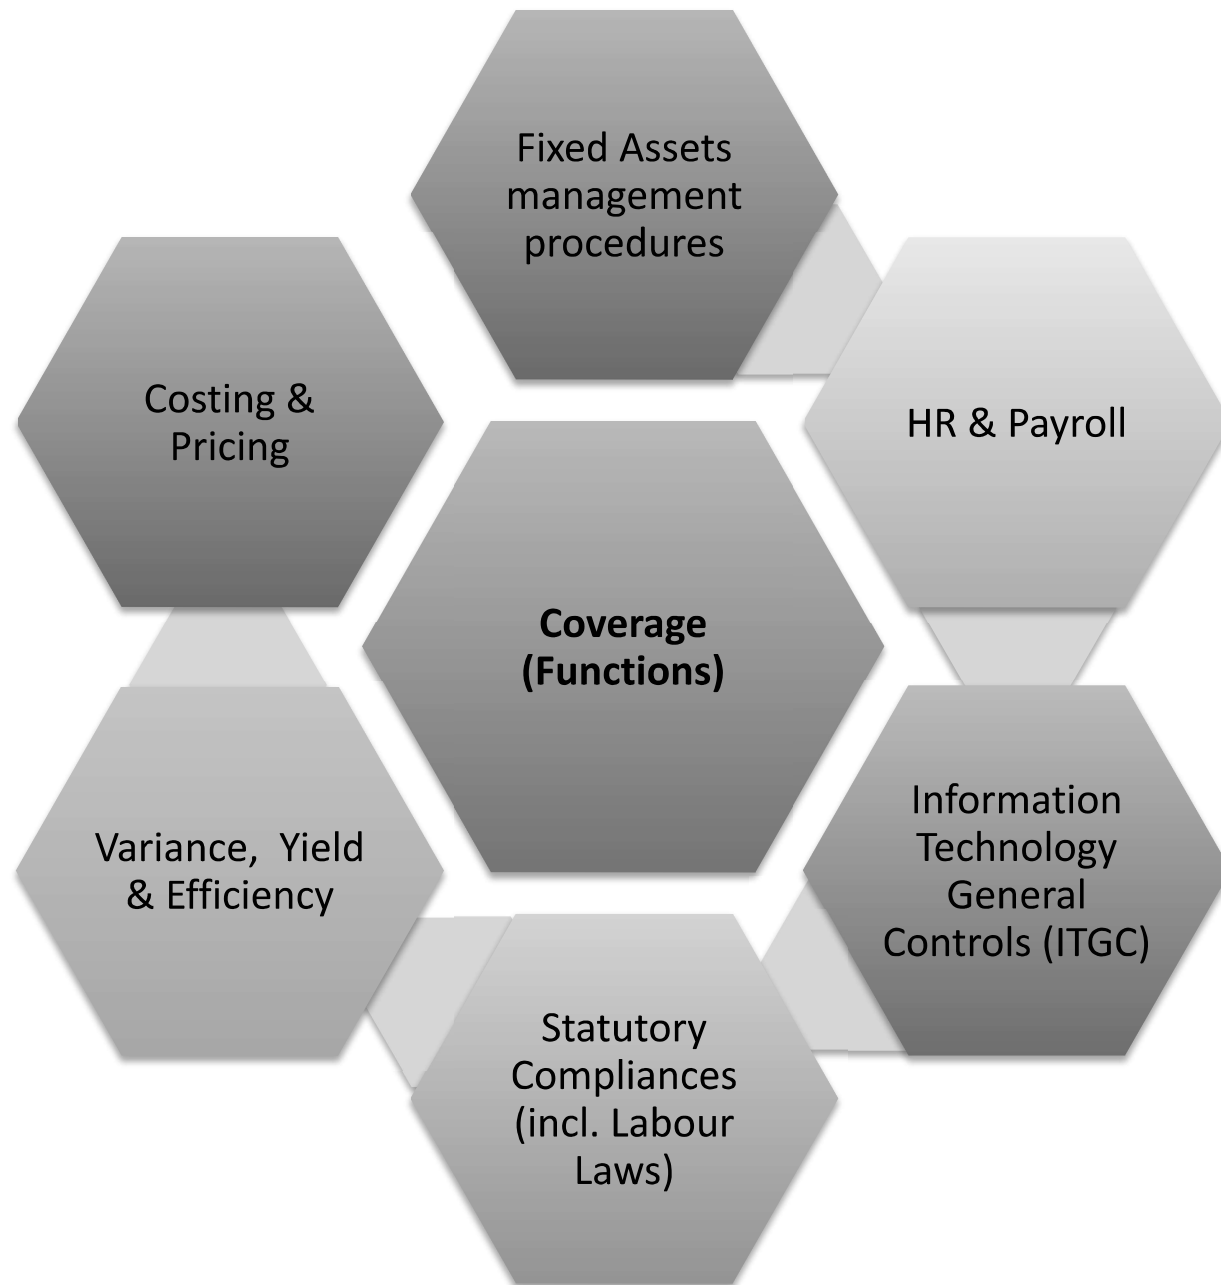 Fixed Assets
management
procedures
HR & Payroll
Information
Technology
General
Controls (ITGC)
Statutory
Compliances
(incl. Labour
Laws)
Variance,  Yield
& Efficiency
Costing &
Pricing
Coverage
(Functions)